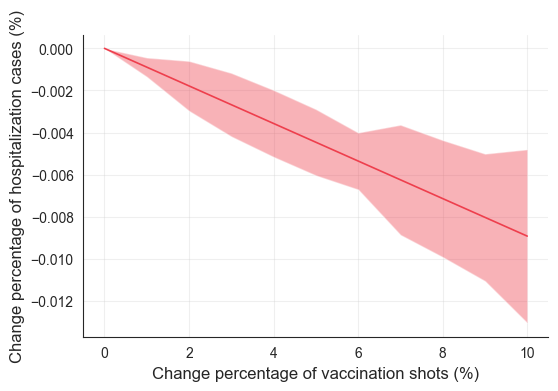 Change percentage of hospitalization cases (%)
0.000
−0.002
−0.004
−0.006
−0.008
−0.010
−0.012
0 2 4 6 8 10
Change percentage of vaccination shots (%)